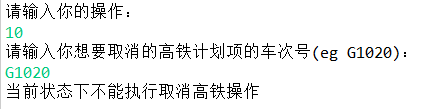 请输入你的操作：
10
请输入你想要取消的高铁计划项的车次号(eg G1020)：
G1020
当前状态下不能执行取消高铁操作